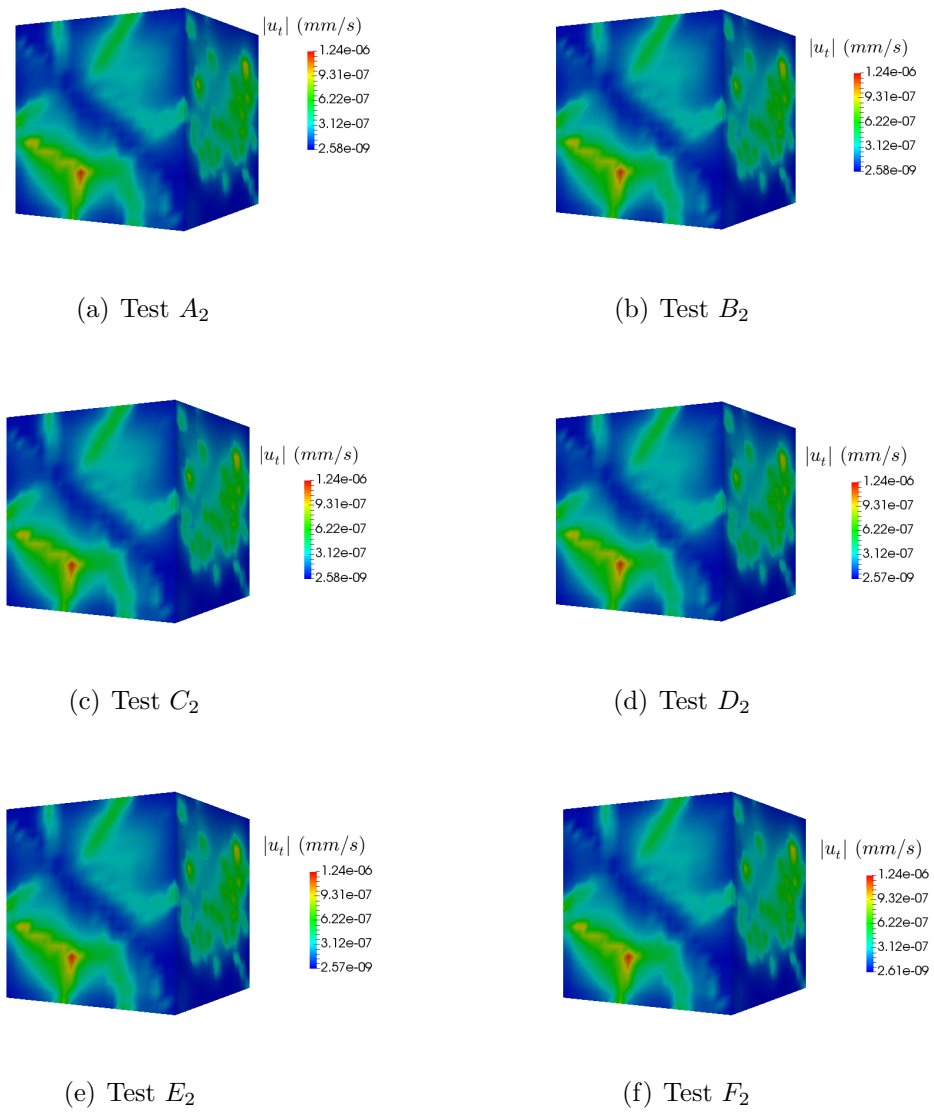 |u_t| (mm/s)
1.24e-06
9.31e-07
6.22e-07
3.12e-07
2.58e-09
(a) Test A_2
|u_t| (mm/s)
1.24e-06
9.31e-07
6.22e-07
3.12e-07
2.58e-09
(b) Test B_2
|u_t| (mm/s)
1.24e-06
9.31e-07
6.22e-07
3.12e-07
2.58e-09
(c) Test C_2
|u_t| (mm/s)
1.24e-06
9.31e-07
6.22e-07
3.12e-07
2.57e-09
(d) Test D_2
|u_t| (mm/s)
1.24e-06
9.31e-07
6.22e-07
3.12e-07
2.57e-09
(e) Test E_2
|u_t| (mm/s)
1.24e-06
9.32e-07
6.22e-07
3.12e-07
2.61e-09
(f) Test F_2